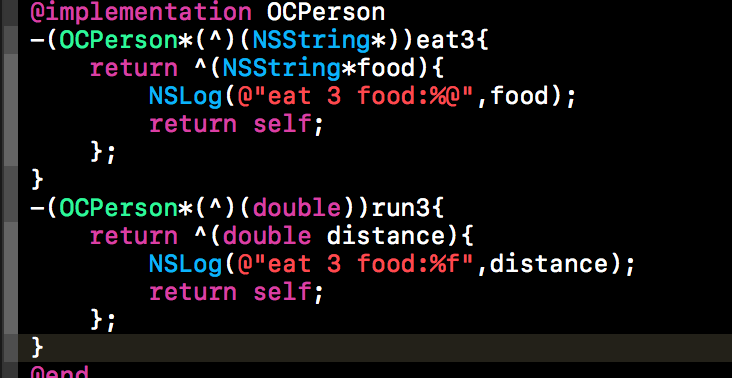 @implementation OCPerson
-(OCPerson*(^)(NSString*))eat3{
    return ^(NSString*food){
        NSLog(@"eat 3 food:%@",food);
        return self;
    };
}
-(OCPerson*(^)(double))run3{
    return ^(double distance){
        NSLog(@"eat 3 food:%f",distance);
        return self;
    };
}
@end